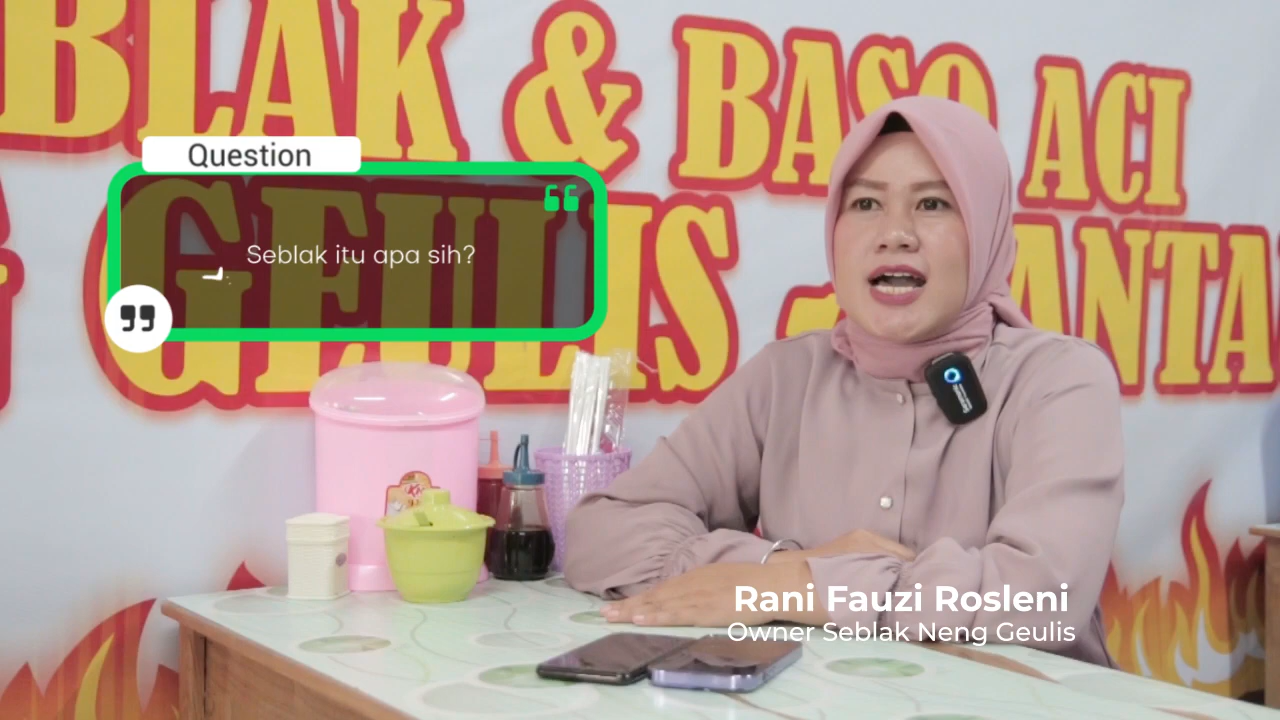 BLAK & BASO ACI
GEULIS
ANTA
Question
Seblak itu apa sih?
Rani Fauzi Rosleni
Owner Seblak Neng Geulis